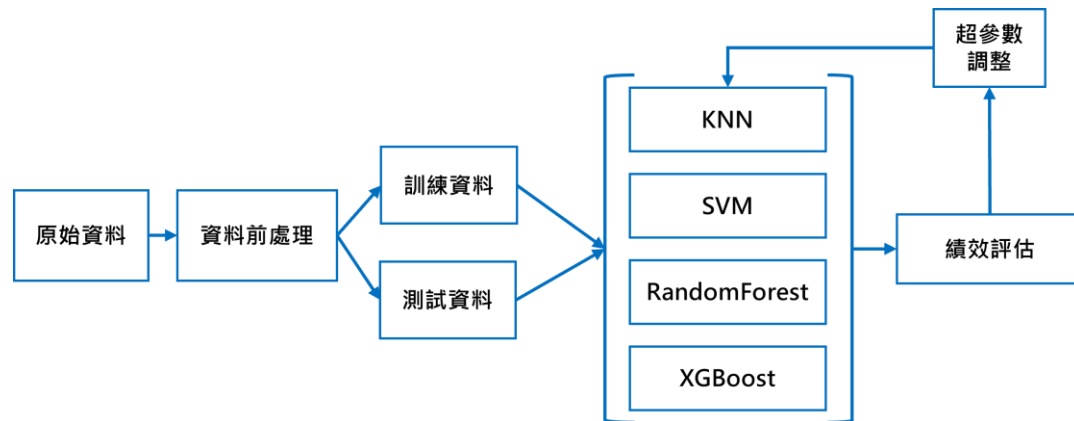 原始資料
資料前處理
訓練資料
測試資料
KNN
SVM
RandomForest
XGBoost
績效評估
超參數
調整